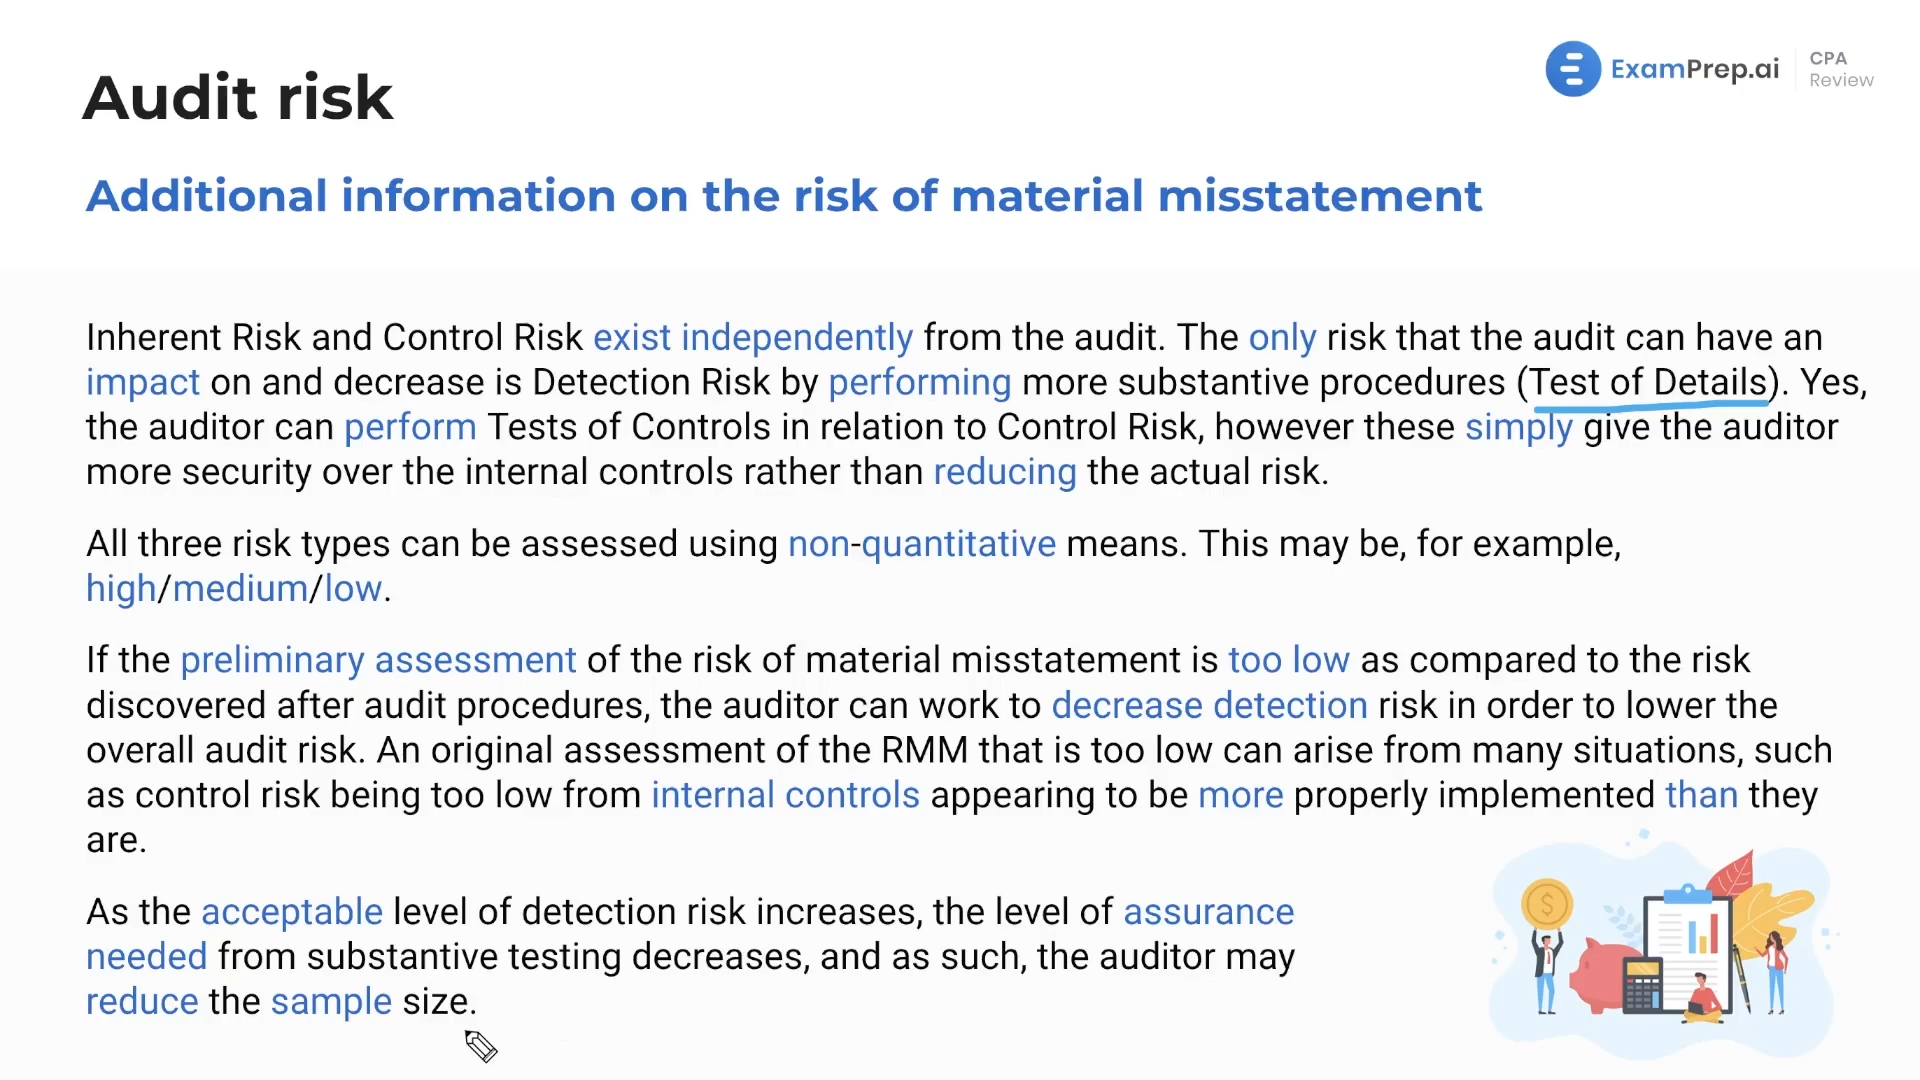 Audit risk
ExamPrep.ai
CPA
Review
Additional information on the risk of material misstatement
Inherent Risk and Control Risk exist independently from the audit. The only risk that the audit can have an
impact on and decrease is Detection Risk by performing more substantive procedures (Test of Details). Yes,
the auditor can perform Tests of Controls in relation to Control Risk, however these simply give the auditor
more security over the internal controls rather than reducing the actual risk.
All three risk types can be assessed using non-quantitative means. This may be, for example,
high/medium/low.
If the preliminary assessment of the risk of material misstatement is too low as compared to the risk
discovered after audit procedures, the auditor can work to decrease detection risk in order to lower the
overall audit risk. An original assessment of the RMM that is too low can arise from many situations, such
as control risk being too low from internal controls appearing to be more properly implemented than they
are.
As the acceptable level of detection risk increases, the level of assurance
needed from substantive testing decreases, and as such, the auditor may
reduce the sample size.
$